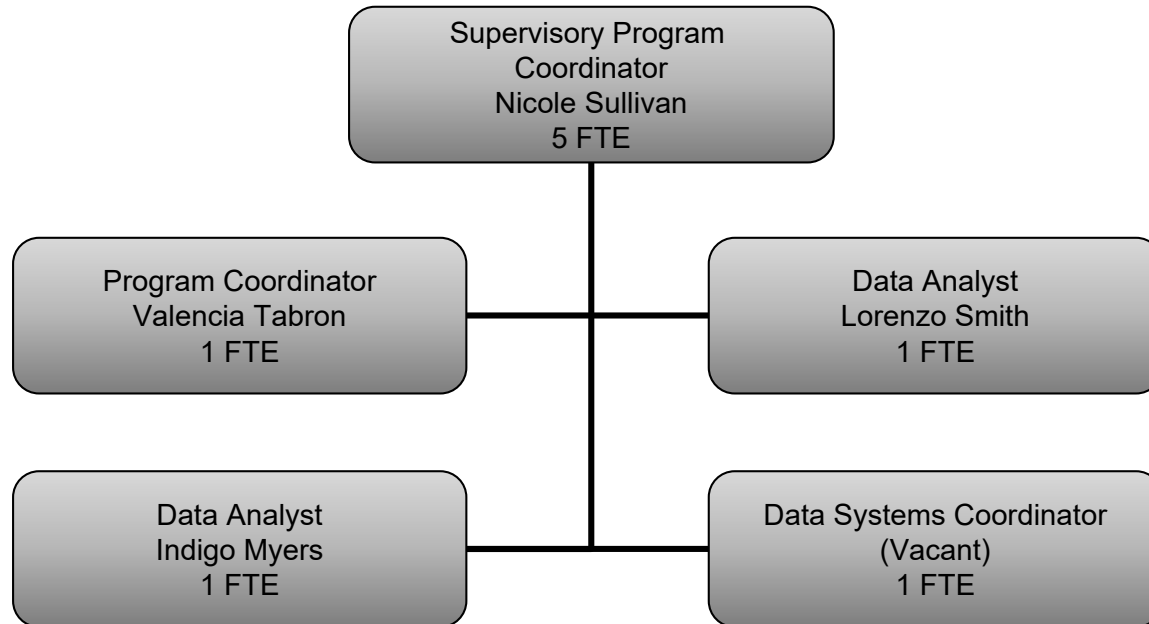 Supervisory Program
Coordinator
Nicole Sullivan
5 FTE
Program Coordinator
Valencia Tabron
1 FTE
Data Analyst
Lorenzo Smith
1 FTE
Data Analyst
Indigo Myers
1 FTE
Data Systems Coordinator
(Vacant)
1 FTE